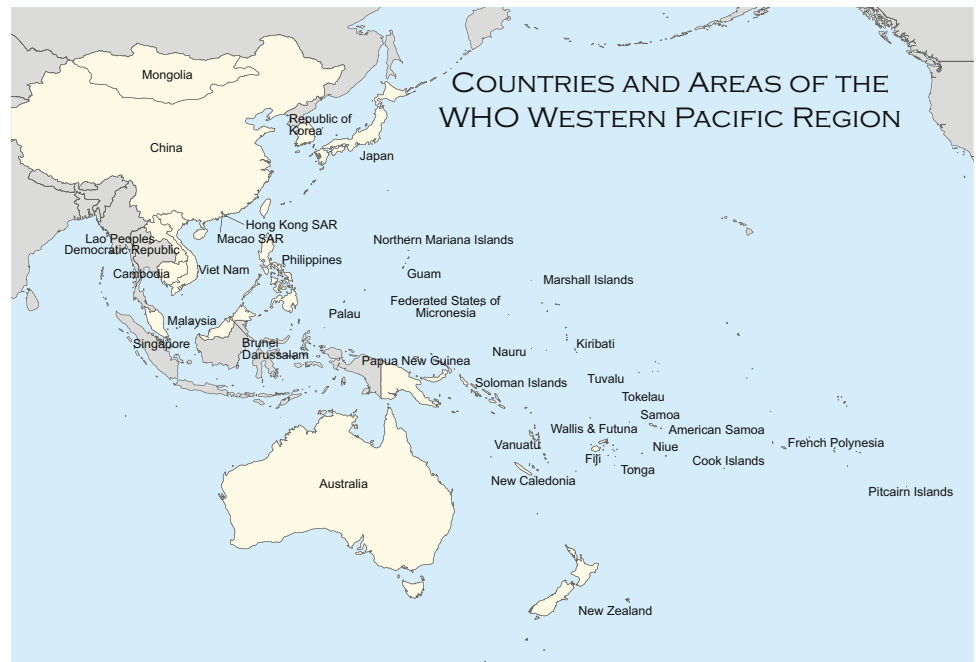 COUNTRIES AND AREAS OF THE
WHO WESTERN PACIFIC REGION
Mongolia
Republic of
Korea
China
Japan
Hong Kong SAR
Macao SAR
Lao Peoples
Democratic Republic
Northern Mariana Islands
Philippines
Viet Nam
Cambodia
Guam
Marshall Islands
Federated States of
Micronesia
Palau
Malaysia
Singapore
Brunei
Darussalam
Kiribati
Nauru
Papua New Guinea
Soloman Islands
Tuvalu
Tokelau
Samoa
Wallis & Futuna
American Samoa
Vanuatu
Niue
French Polynesia
Fiji
Cook Islands
Tonga
New Caledonia
Australia
Pitcairn Islands
New Zealand